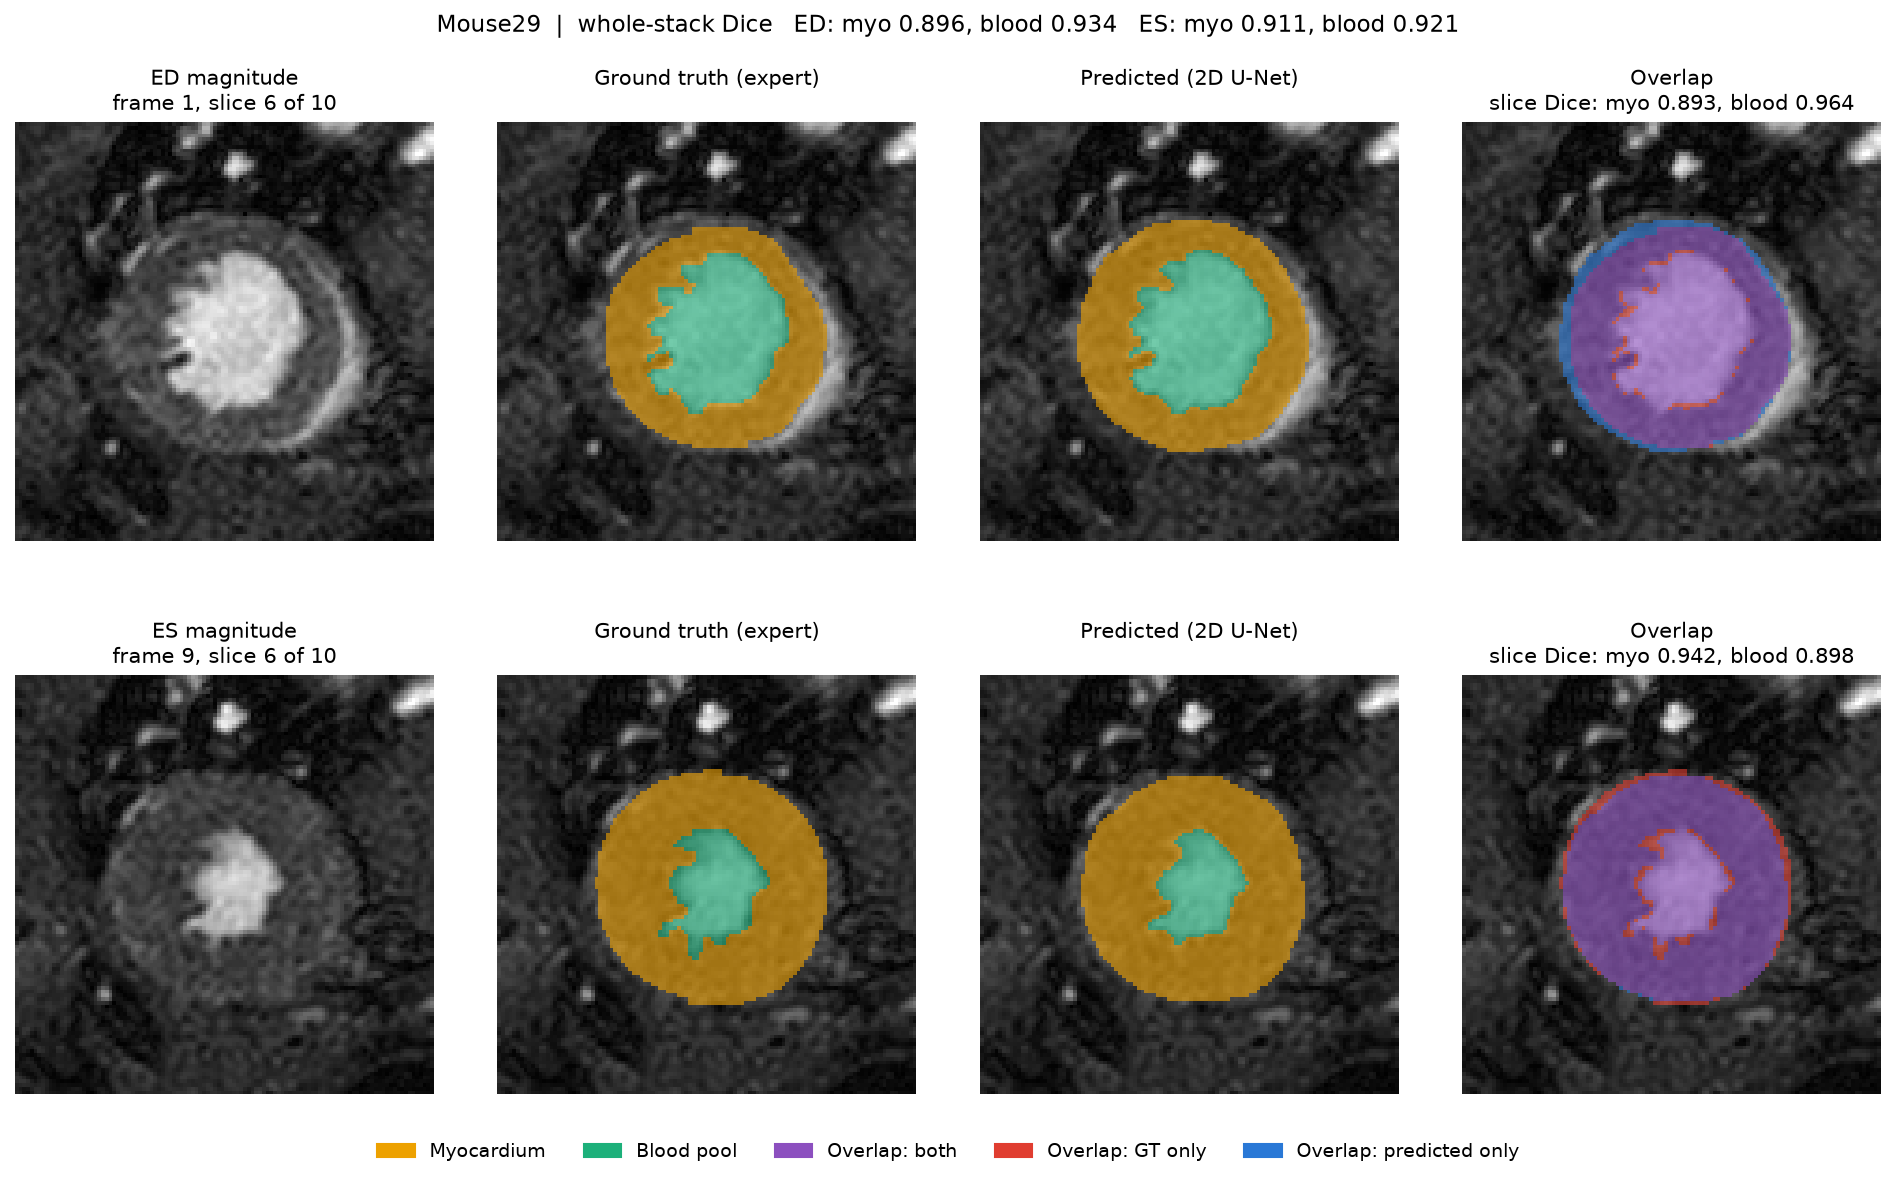 Mouse29 | whole-stack Dice ED: myo 0.896, blood 0.934 ES: myo 0.911, blood 0.921
ED magnitude
frame 1, slice 6 of 10
Ground truth (expert)
Predicted (2D U-Net)
Overlap
slice Dice: myo 0.893, blood 0.964
ES magnitude
frame 9, slice 6 of 10
Ground truth (expert)
Predicted (2D U-Net)
Overlap
slice Dice: myo 0.942, blood 0.898
Myocardium
Blood pool
Overlap: both
Overlap: GT only
Overlap: predicted only